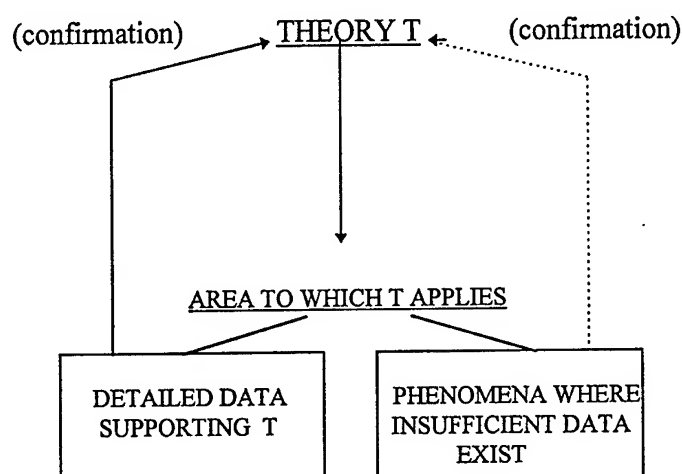 (confirmation) THEORY T (confirmation)
AREA TO WHICH T APPLIES
DETAILED DATA
SUPPORTING T
PHENOMENA WHERE
INSUFFICIENT DATA
EXIST